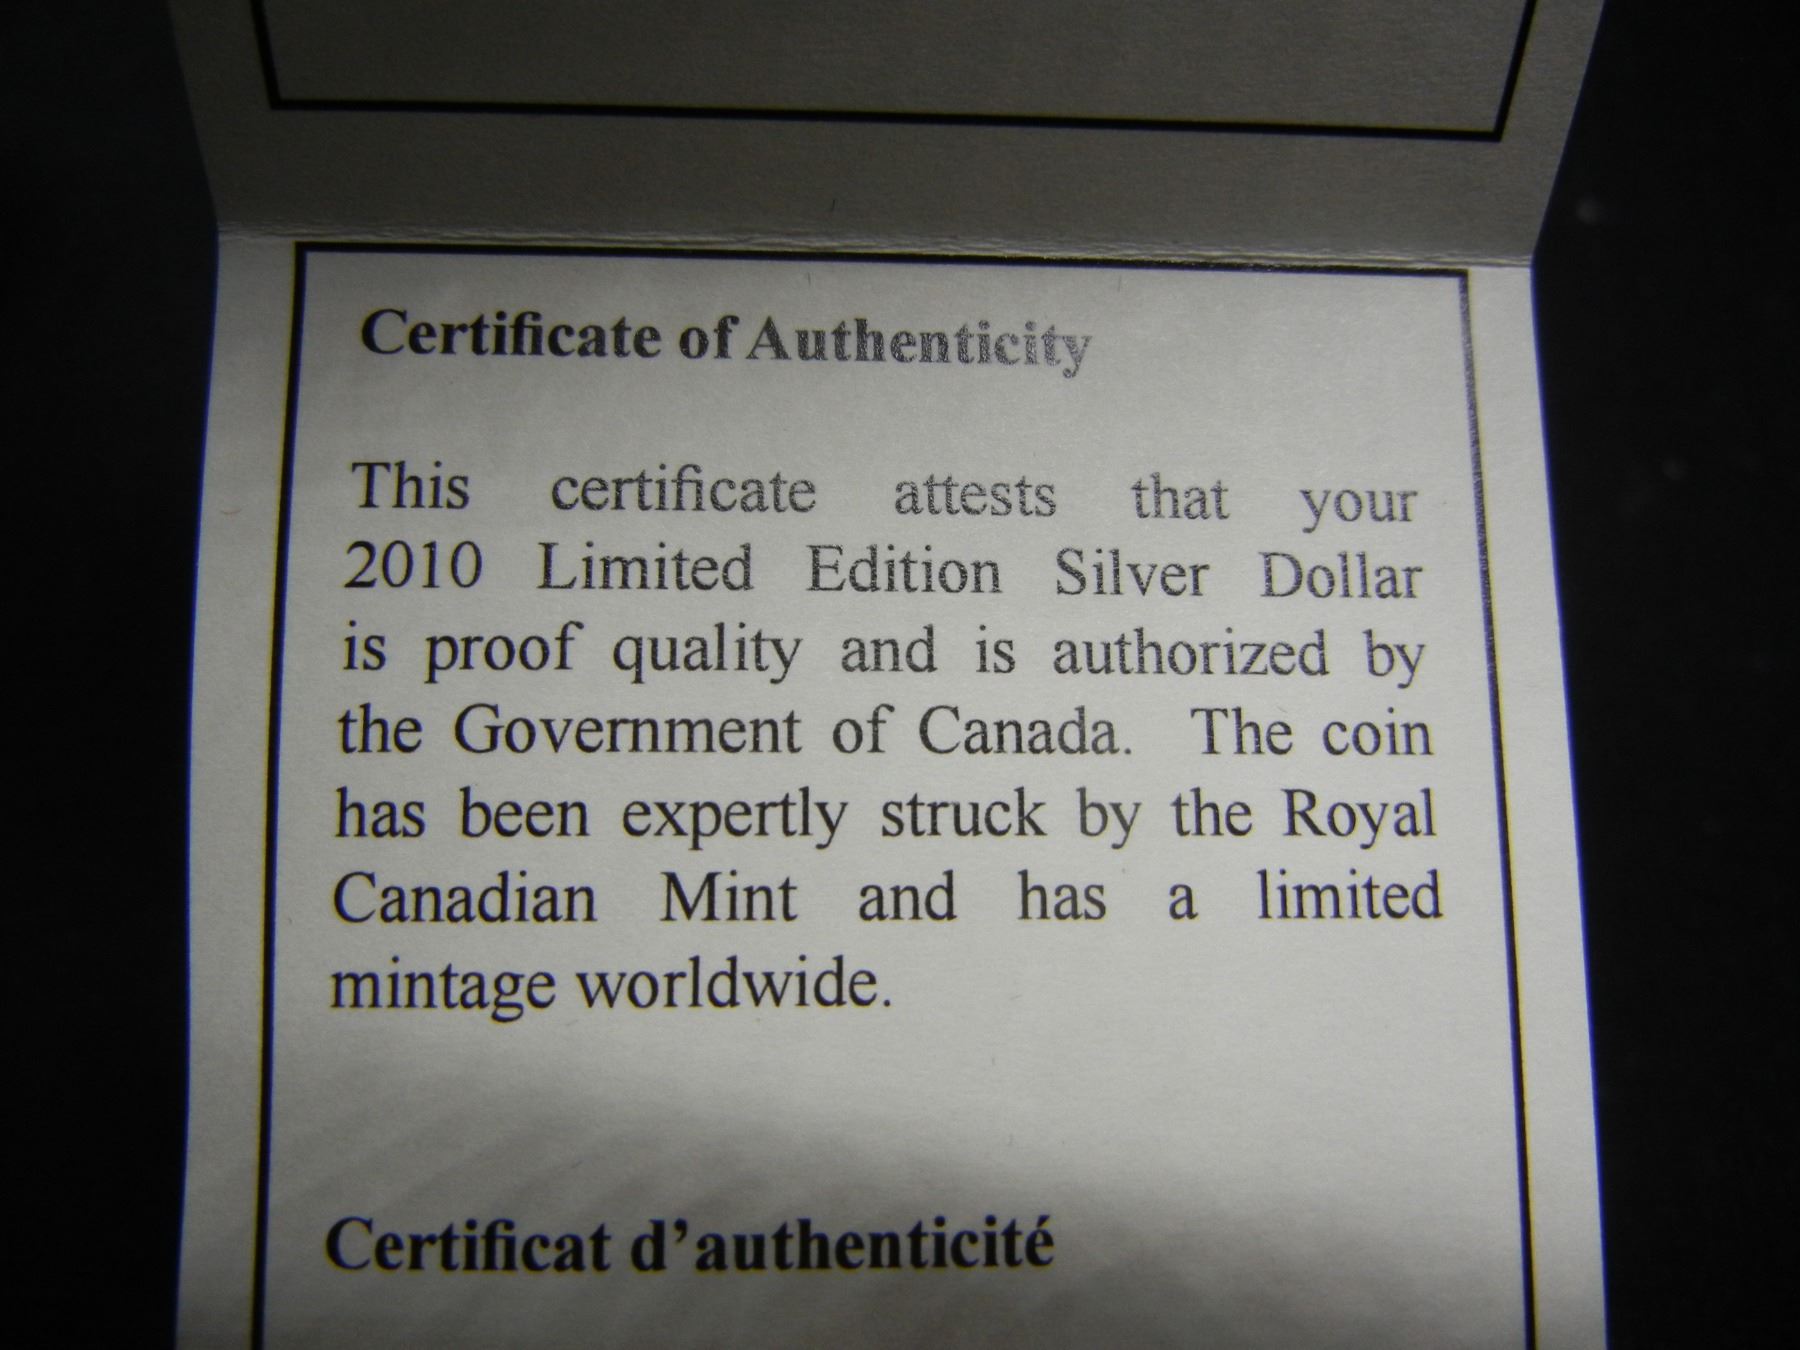 Certificate of Authenticity
This certificate attests that your
2010 Limited Edition Silver Dollar
is proof quality and is authorized by
the Government of Canada. The coin
has been expertly struck by the Royal
Canadian Mint and has a limited
mintage worldwide.
Certificat d’authenticité